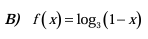 B) f(x) = log₃(1−x)